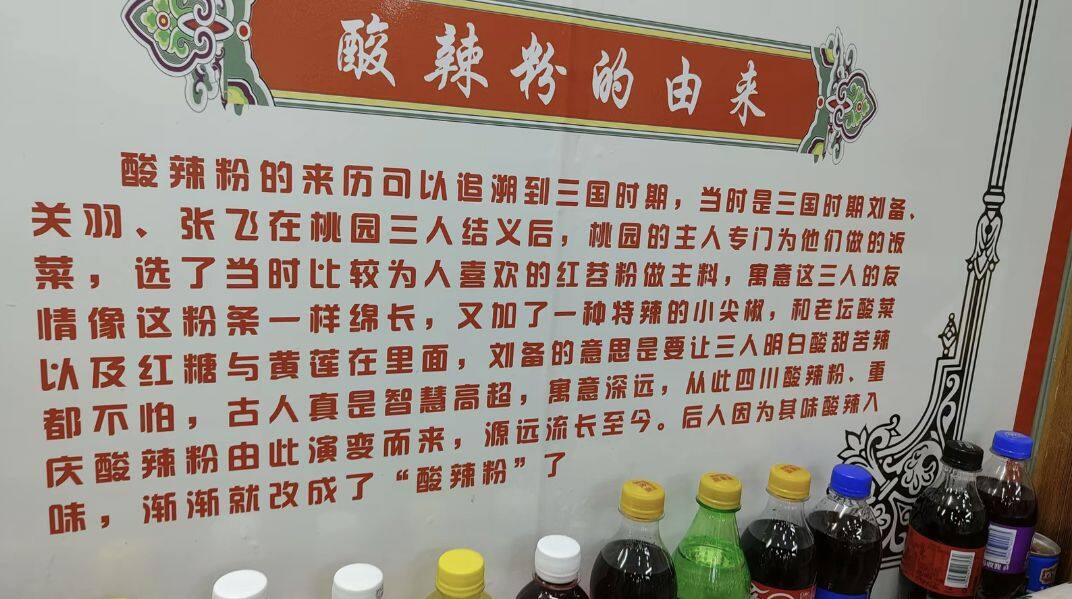 酸辣粉的由来
酸辣粉的来历可以追溯到三国时期，当时是三国时期刘备、
关羽、张飞在桃园三人结义后，桃园的主人专门为他们做的饭
菜，选了当时比较为人喜欢的红苕粉做主料，寓意这三人的友
情像这粉条一样绵长，又加了一种特辣的小尖椒，和老坛酸菜
以及红糖与黄莲在里面，刘备的意思是要让三人明白酸甜苦辣
都不怕，古人真是智慧高超，寓意深远，从此四川酸辣粉、重
庆酸辣粉由此演变而来，源远流长至今。后人因为其味酸辣入
味，渐渐就改成了“酸辣粉”了